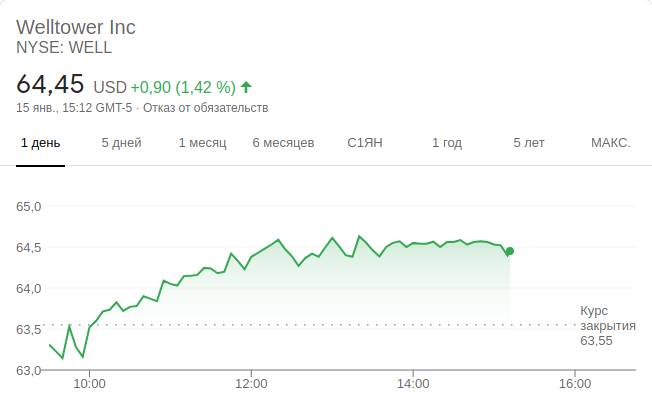 Welltower Inc
NYSE: WELL
64,45 USD +0,90 (1,42 %)
15 янв., 15:12 GMT-5 · Отказ от обязательств
1 день 5 дней 1 месяц 6 месяцев С1ЯН 1 год 5 лет МАКС.
65,0
64,5
64,0
63,5
63,0
Курс
закрытия
63,55
10:00 12:00 14:00 16:00